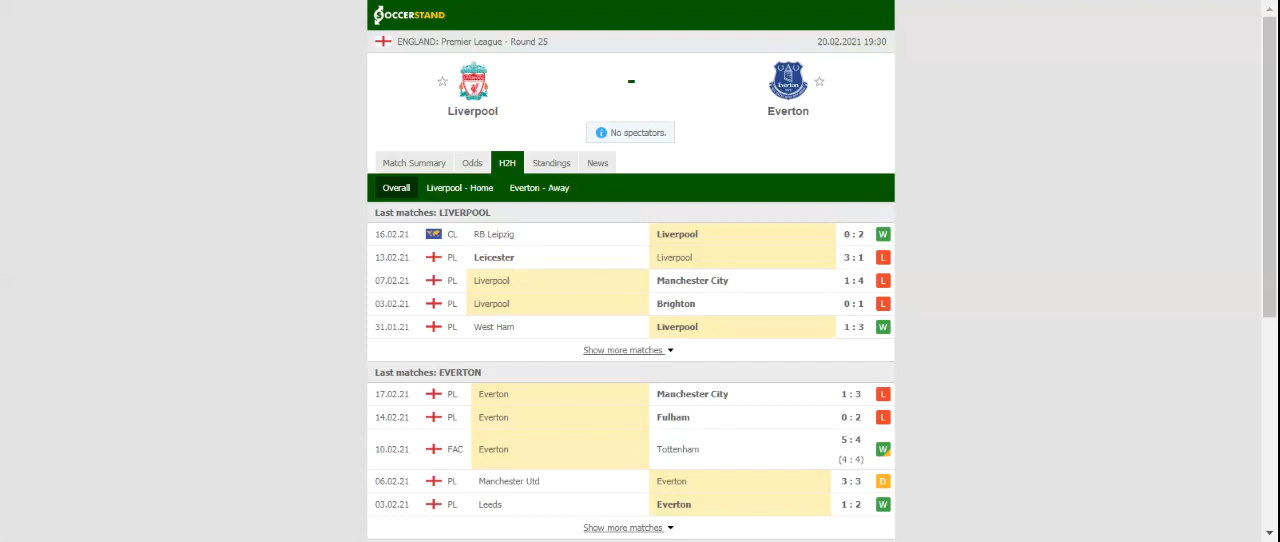 SOCCERSTAND
ENGLAND: Premier League - Round 25 20.02.2021 19:30
-
Liverpool Everton
No spectators.
Match Summary Odds H2H Standings News
Overall Liverpool - Home Everton - Away
Last matches: LIVERPOOL
16.02.21 CL RB Leipzig Liverpool 0 : 2 W
13.02.21 PL Leicester Liverpool 3 : 1 L
07.02.21 PL Liverpool Manchester City 1 : 4 L
03.02.21 PL Liverpool Brighton 0 : 1 L
31.01.21 PL West Ham Liverpool 1 : 3 W
Show more matches
Last matches: EVERTON
17.02.21 PL Everton Manchester City 1 : 3 L
14.02.21 PL Everton Fulham 0 : 2 L
10.02.21 FAC Everton Tottenham 5 : 4 (4 : 4) W
06.02.21 PL Manchester Utd Everton 3 : 3 D
03.02.21 PL Leeds Everton 1 : 2 W
Show more matches